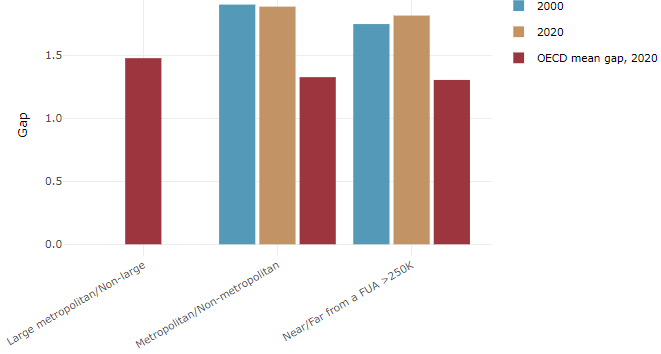 2000
2020
OECD mean gap, 2020
1.5
1.0
0.5
0.0
Gap
Large metropolitan/Non-large
Metropolitan/Non-metropolitan
Near/Far from a FUA >250K